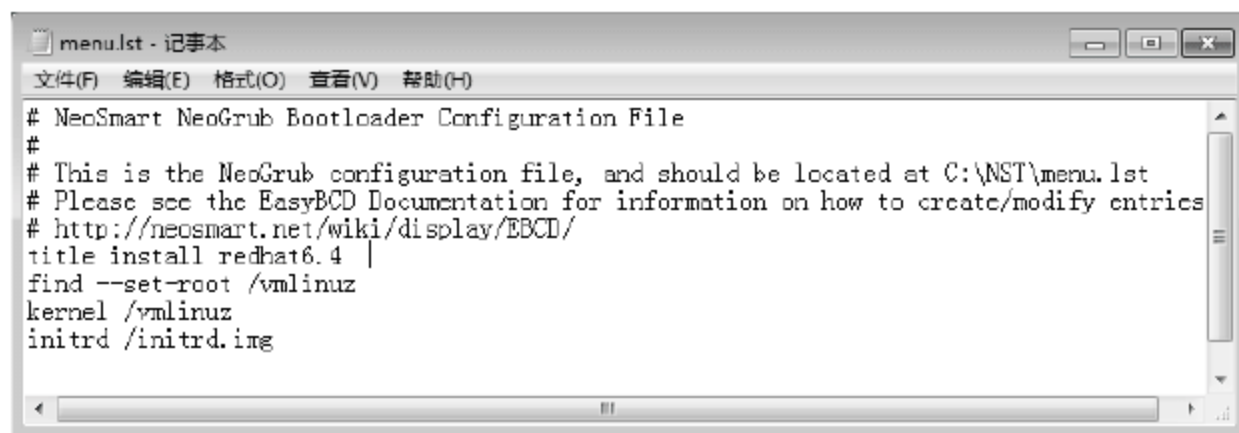 menu.lst - 记事本
文件(F) 编辑(E) 格式(O) 查看(V) 帮助(H)
# NeoSmart NeoGrub Bootloader Configuration File
#
# This is the NeoGrub configuration file, and should be located at C:\NST\menu.lst
# Please see the EasyBCD Documentation for information on how to create/modify entries
# http://neosmart.net/wiki/display/EBCD/
title install redhat6.4
find --set-root /vmlinuz
kernel /vmlinuz
initrd /initrd.img